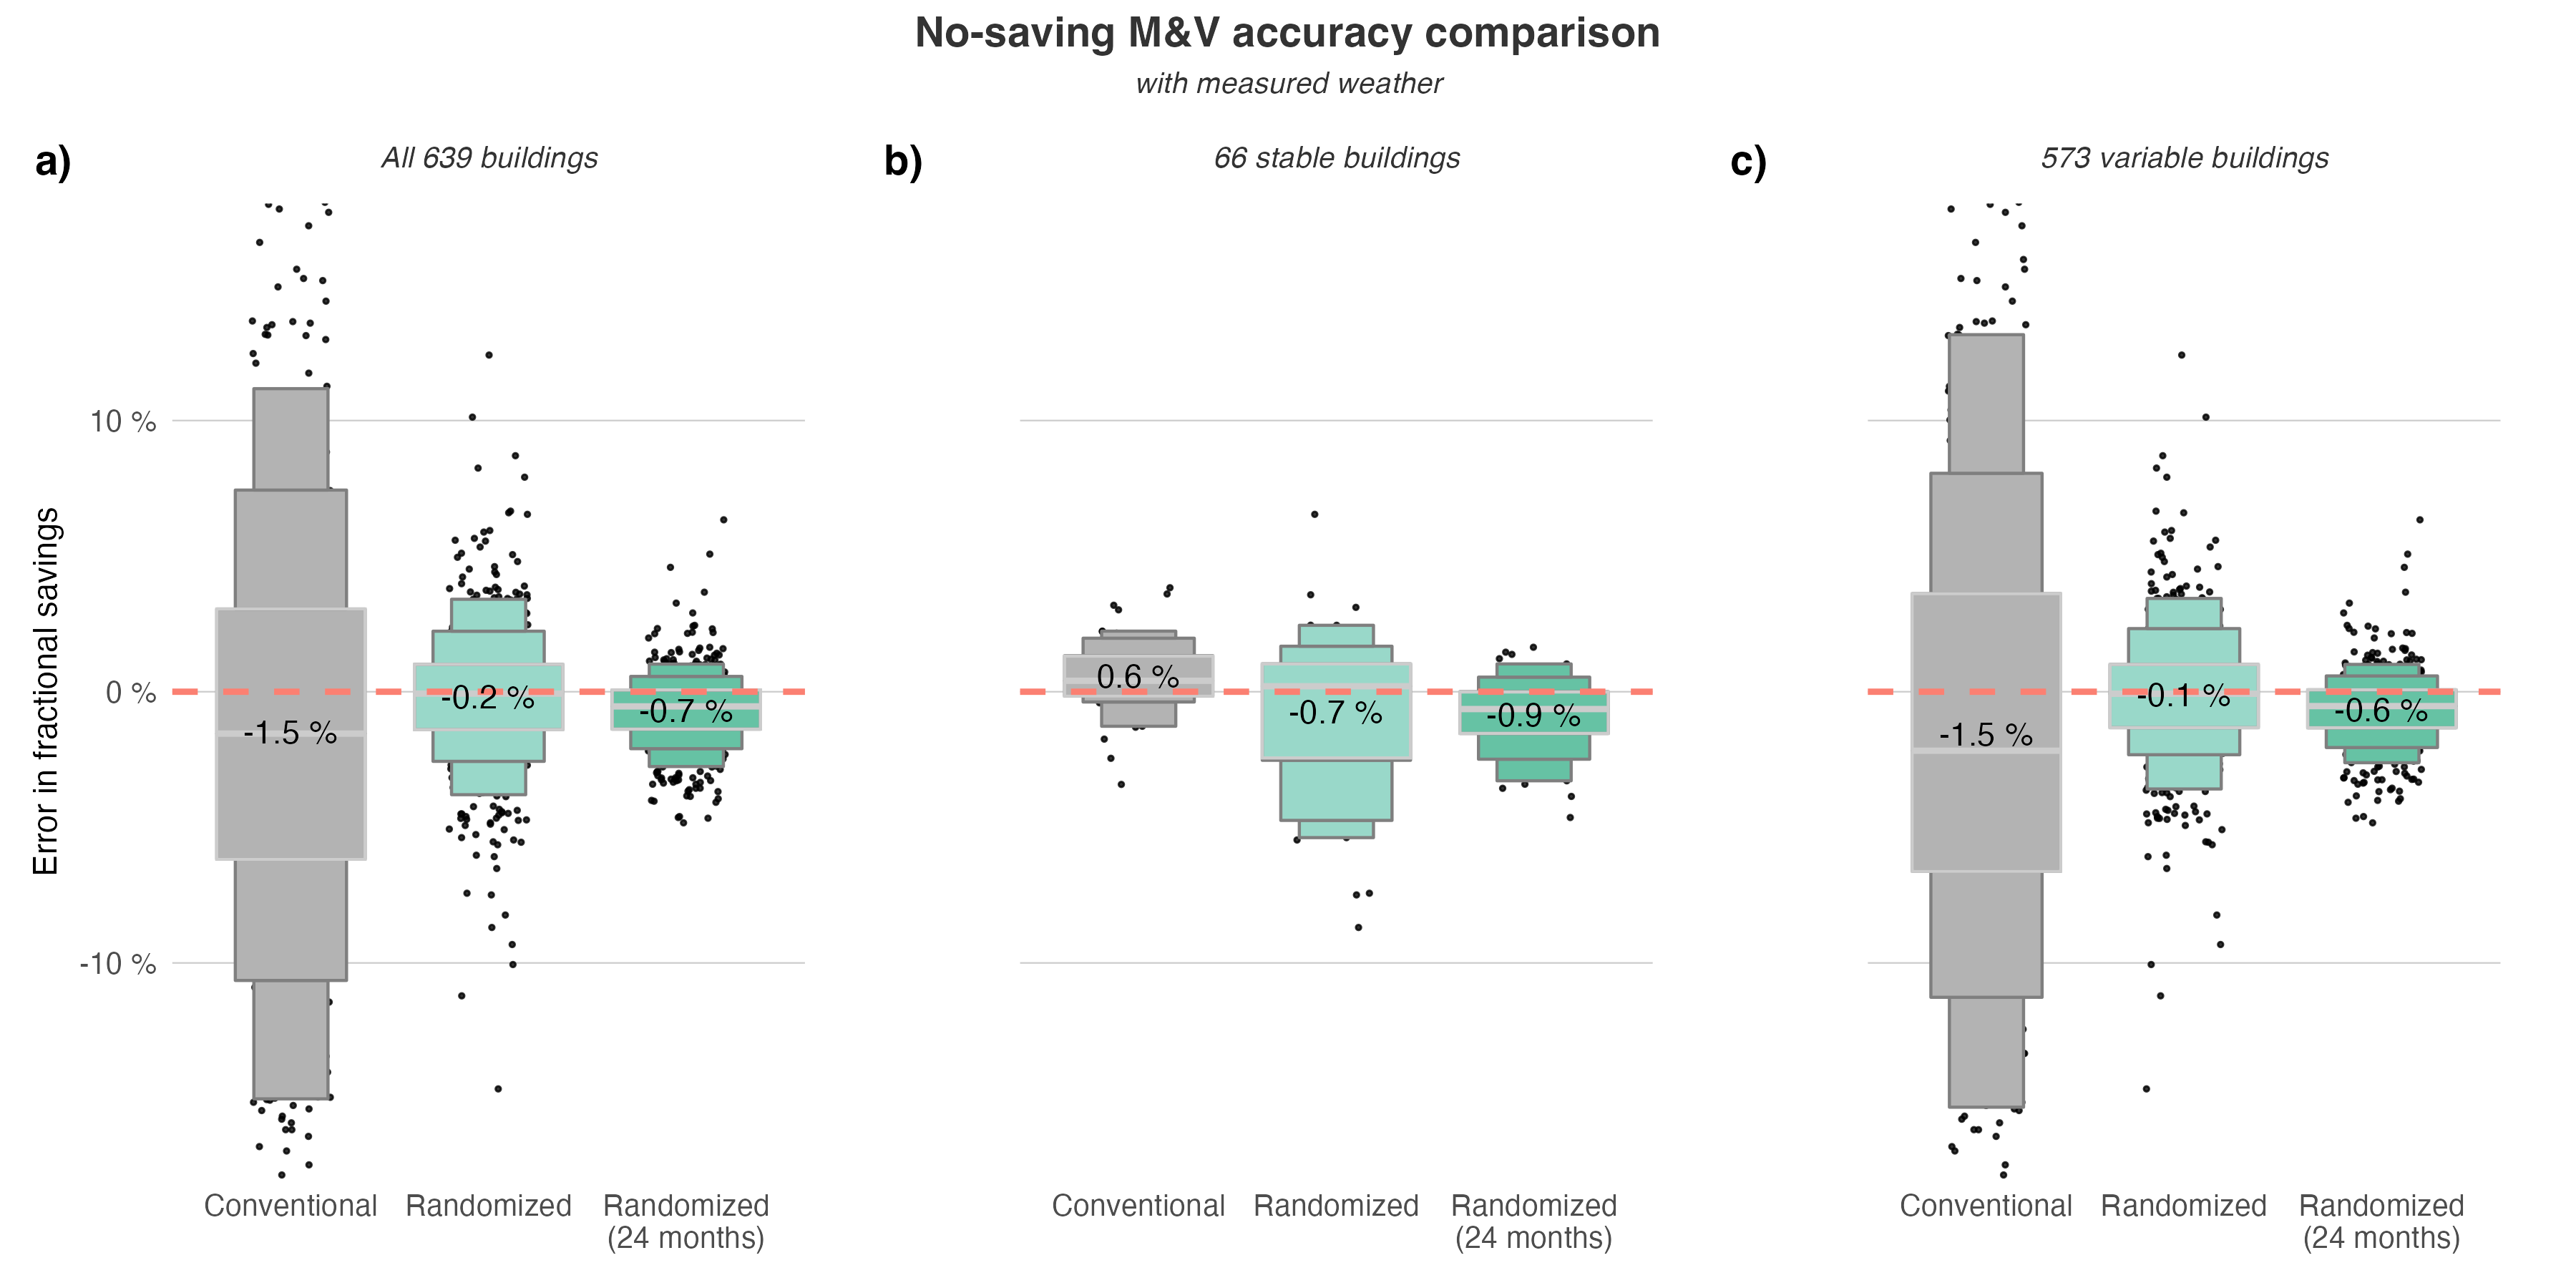 No-saving M&V accuracy comparison
with measured weather
a)
All 639 buildings
b)
66 stable buildings
c)
573 variable buildings
Error in fractional savings
10 %
0 %
-10 %
-1.5 %
-0.2 %
-0.7 %
0.6 %
-0.7 %
-0.9 %
-1.5 %
-0.1 %
-0.6 %
Conventional
Randomized
Randomized
(24 months)
Conventional
Randomized
Randomized
(24 months)
Conventional
Randomized
Randomized
(24 months)